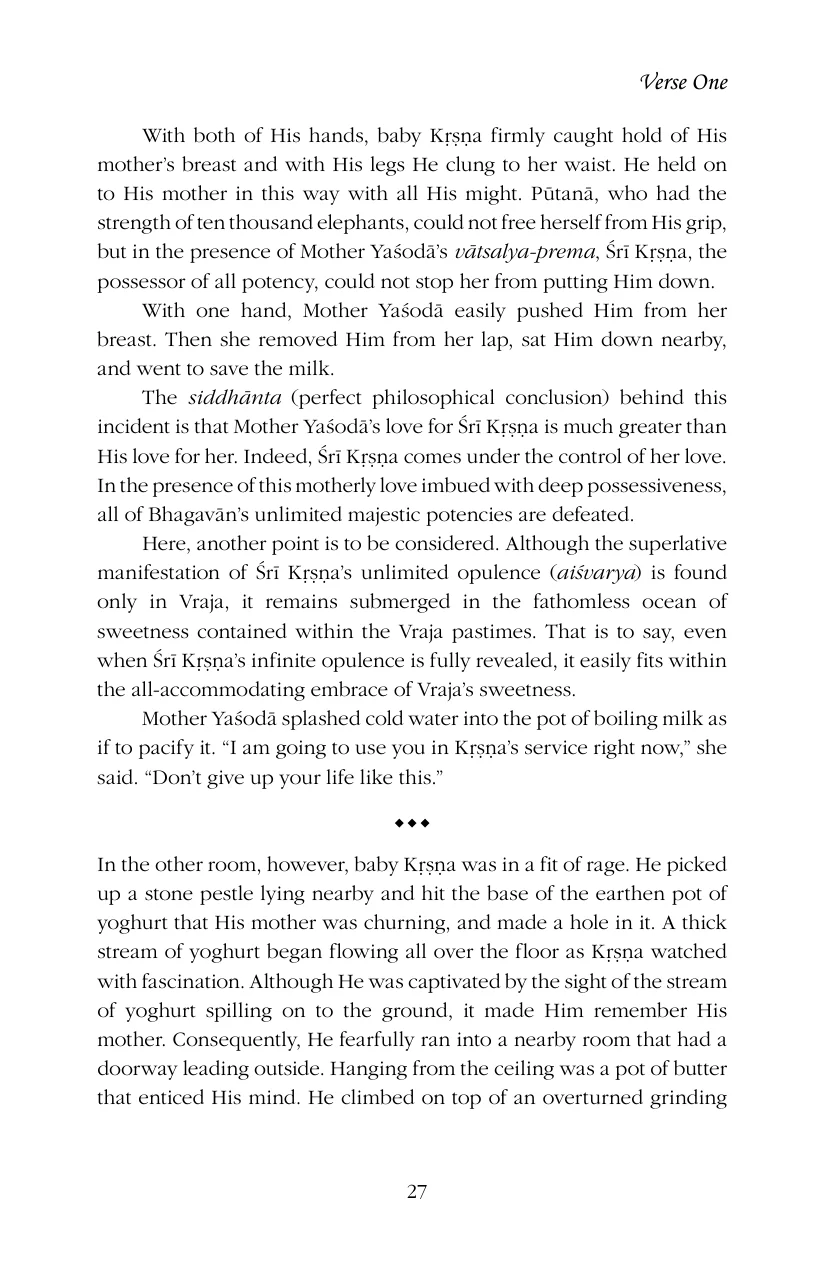 Verse One
With both of His hands, baby Kṛṣṇa firmly caught hold of His
mother’s breast and with His legs He clung to her waist. He held on
to His mother in this way with all His might. Pūtanā, who had the
strength of ten thousand elephants, could not free herself from His grip,
but in the presence of Mother Yaśodā’s vātsalya-prema, Śrī Kṛṣṇa, the
possessor of all potency, could not stop her from putting Him down.
With one hand, Mother Yaśodā easily pushed Him from her
breast. Then she removed Him from her lap, sat Him down nearby,
and went to save the milk.
The siddhānta (perfect philosophical conclusion) behind this
incident is that Mother Yaśodā’s love for Śrī Kṛṣṇa is much greater than
His love for her. Indeed, Śrī Kṛṣṇa comes under the control of her love.
In the presence of this motherly love imbued with deep possessiveness,
all of Bhagavān’s unlimited majestic potencies are defeated.
Here, another point is to be considered. Although the superlative
manifestation of Śrī Kṛṣṇa’s unlimited opulence (aiśvarya) is found
only in Vraja, it remains submerged in the fathomless ocean of
sweetness contained within the Vraja pastimes. That is to say, even
when Śrī Kṛṣṇa’s infinite opulence is fully revealed, it easily fits within
the all-accommodating embrace of Vraja’s sweetness.
Mother Yaśodā splashed cold water into the pot of boiling milk as
if to pacify it. “I am going to use you in Kṛṣṇa’s service right now,” she
said. “Don’t give up your life like this.”
◆◆◆
In the other room, however, baby Kṛṣṇa was in a fit of rage. He picked
up a stone pestle lying nearby and hit the base of the earthen pot of
yoghurt that His mother was churning, and made a hole in it. A thick
stream of yoghurt began flowing all over the floor as Kṛṣṇa watched
with fascination. Although He was captivated by the sight of the stream
of yoghurt spilling on to the ground, it made Him remember His
mother. Consequently, He fearfully ran into a nearby room that had a
doorway leading outside. Hanging from the ceiling was a pot of butter
that enticed His mind. He climbed on top of an overturned grinding
27